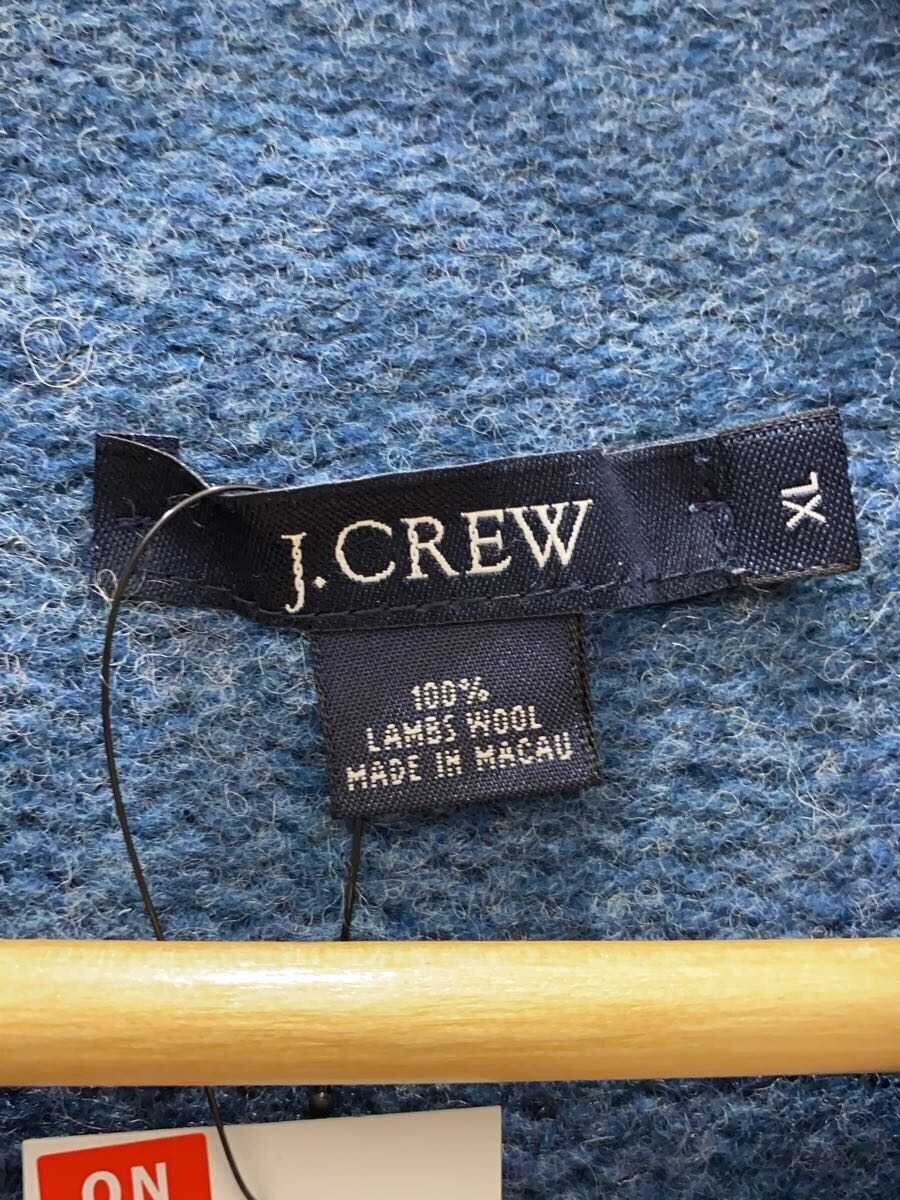 J.CREW
XL
100%
LAMBS WOOL
MADE IN MACAU
ON